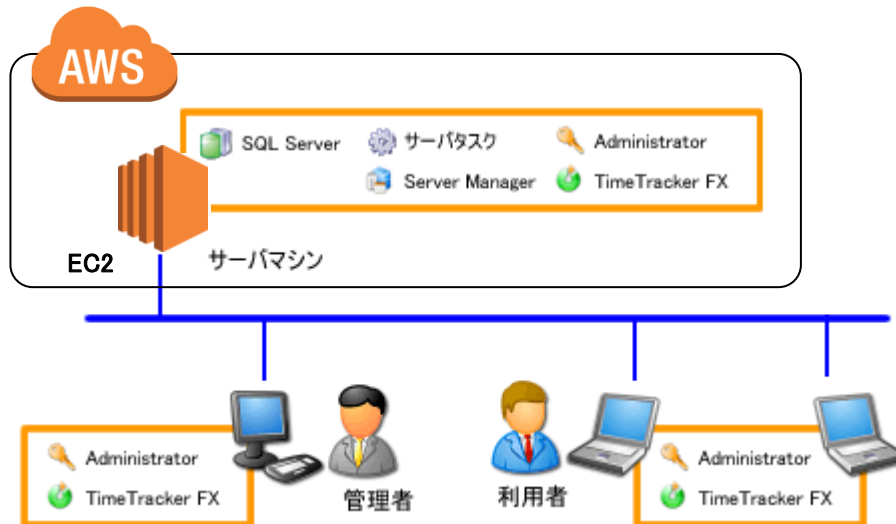 AWS
SQL Server サーバタスク Administrator
Server Manager TimeTracker FX
EC2 サーバマシン
Administrator
TimeTracker FX
管理者
利用者
Administrator
TimeTracker FX